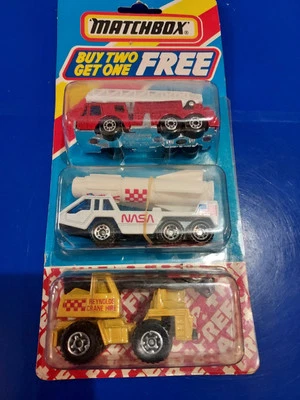 MATCHBOX
BUY TWO
GET ONE
FREE
NASA
REYNOLDS
CRANE HIRE